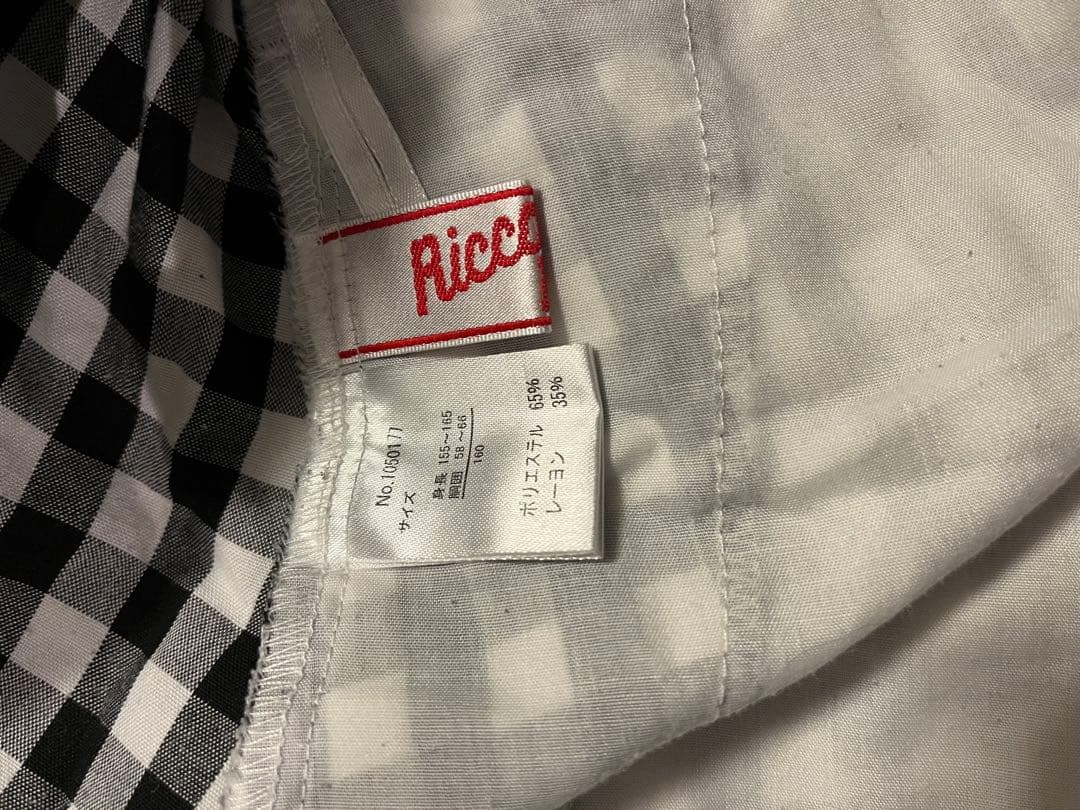 Ricco
No.1050177
サイズ
身長 155~165
胴囲 58~66
160
ポリエステル 65%
レーヨン 35%